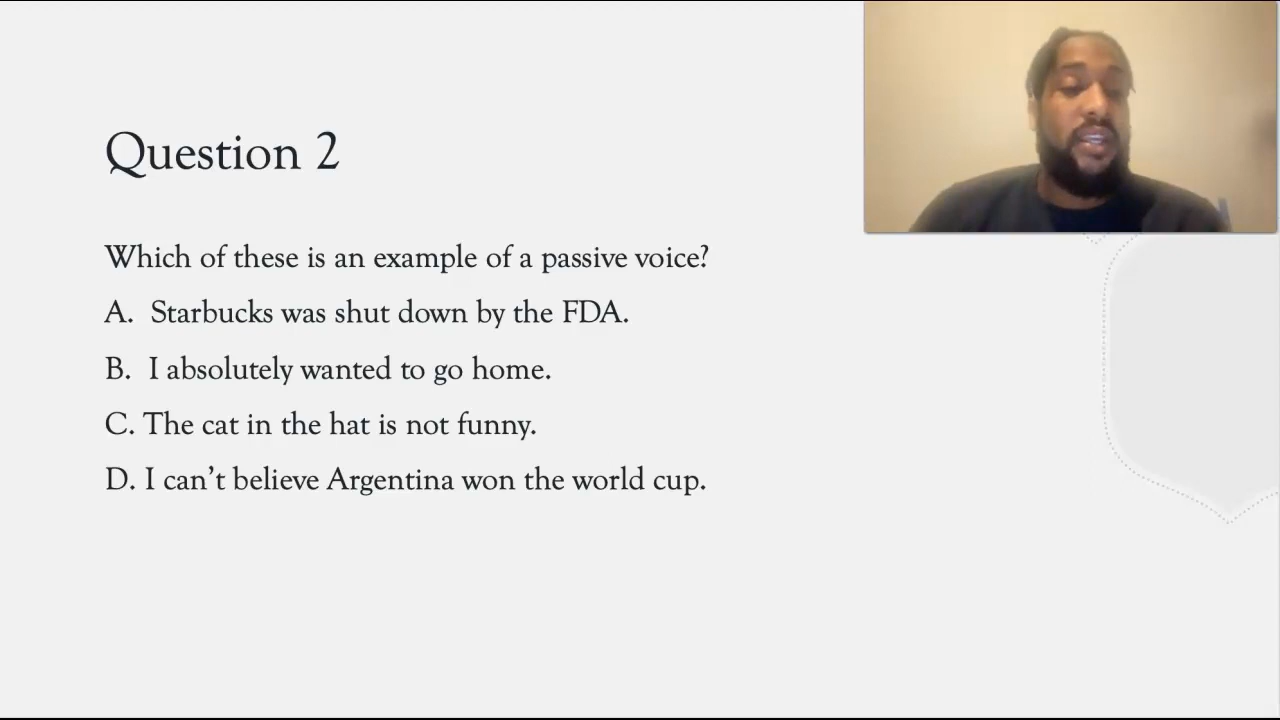 Question 2
Which of these is an example of a passive voice?
A. Starbucks was shut down by the FDA.
B. I absolutely wanted to go home.
C. The cat in the hat is not funny.
D. I can’t believe Argentina won the world cup.